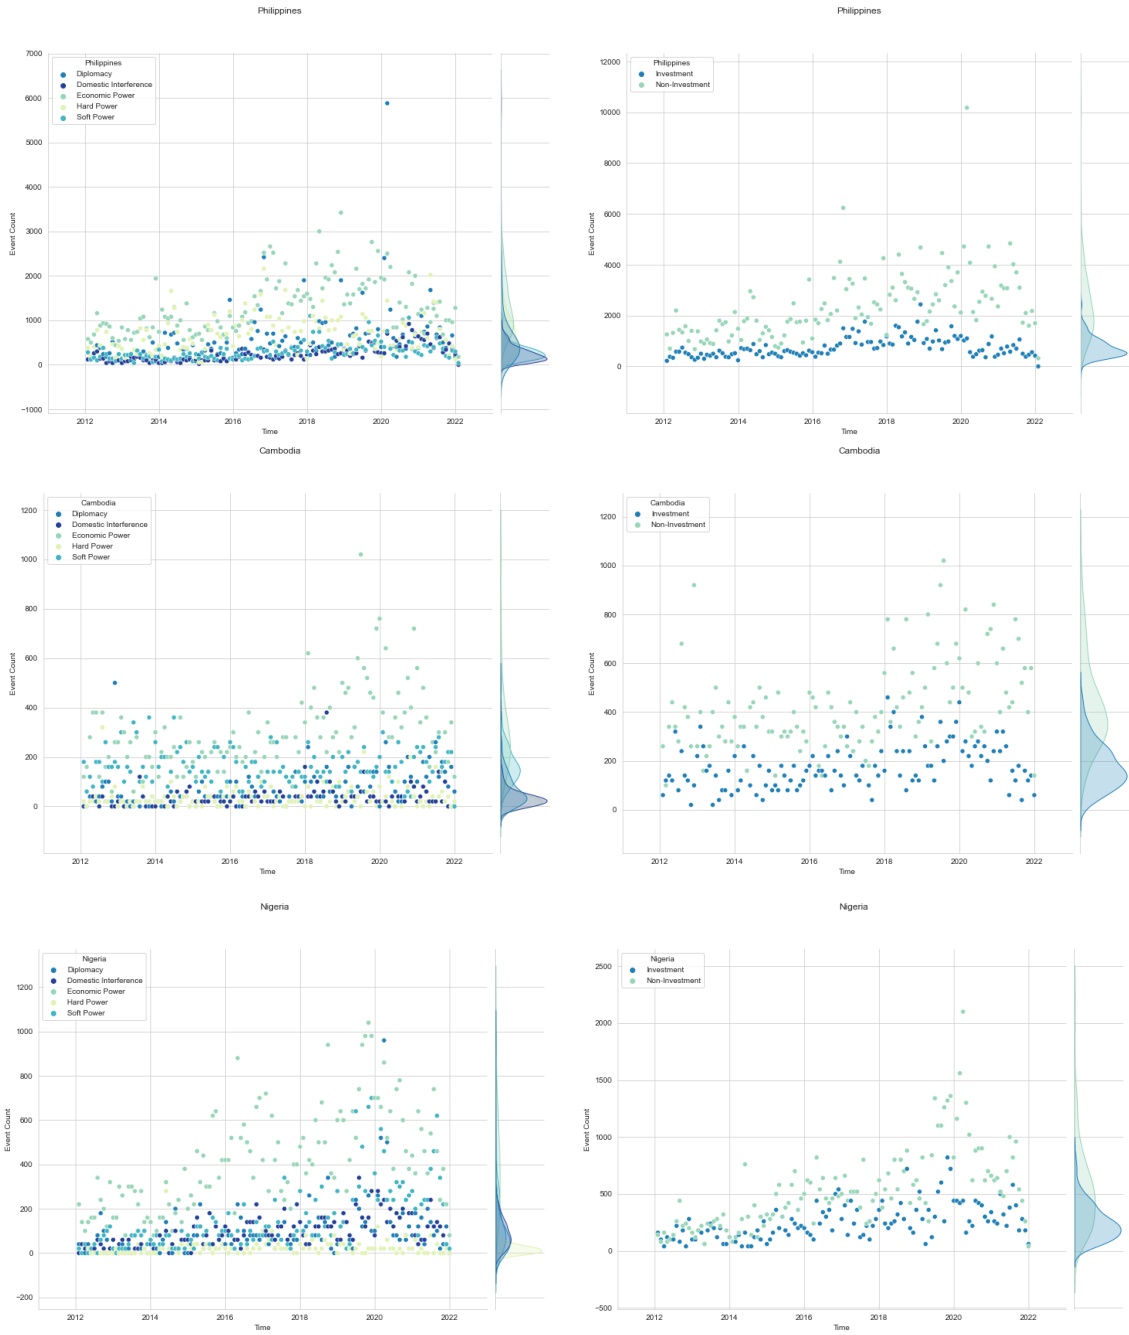 Philippines
Philippines
Diplomacy
Domestic Interference
Economic Power
Hard Power
Soft Power
7000
6000
5000
4000
3000
2000
1000
0
−1000
Event Count
2012 2014 2016 2018 2020 2022
Time
Philippines
Philippines
Investment
Non-Investment
12000
10000
8000
6000
4000
2000
0
Event Count
2012 2014 2016 2018 2020 2022
Time
Cambodia
Cambodia
Diplomacy
Domestic Interference
Economic Power
Hard Power
Soft Power
1200
1000
800
600
400
200
0
Event Count
2012 2014 2016 2018 2020 2022
Time
Cambodia
Cambodia
Investment
Non-Investment
1200
1000
800
600
400
200
0
Event Count
2012 2014 2016 2018 2020 2022
Time
Nigeria
Nigeria
Diplomacy
Domestic Interference
Economic Power
Hard Power
Soft Power
1200
1000
800
600
400
200
0
−200
Event Count
2012 2014 2016 2018 2020 2022
Time
Nigeria
Nigeria
Investment
Non-Investment
2500
2000
1500
1000
500
0
−500
Event Count
2012 2014 2016 2018 2020 2022
Time